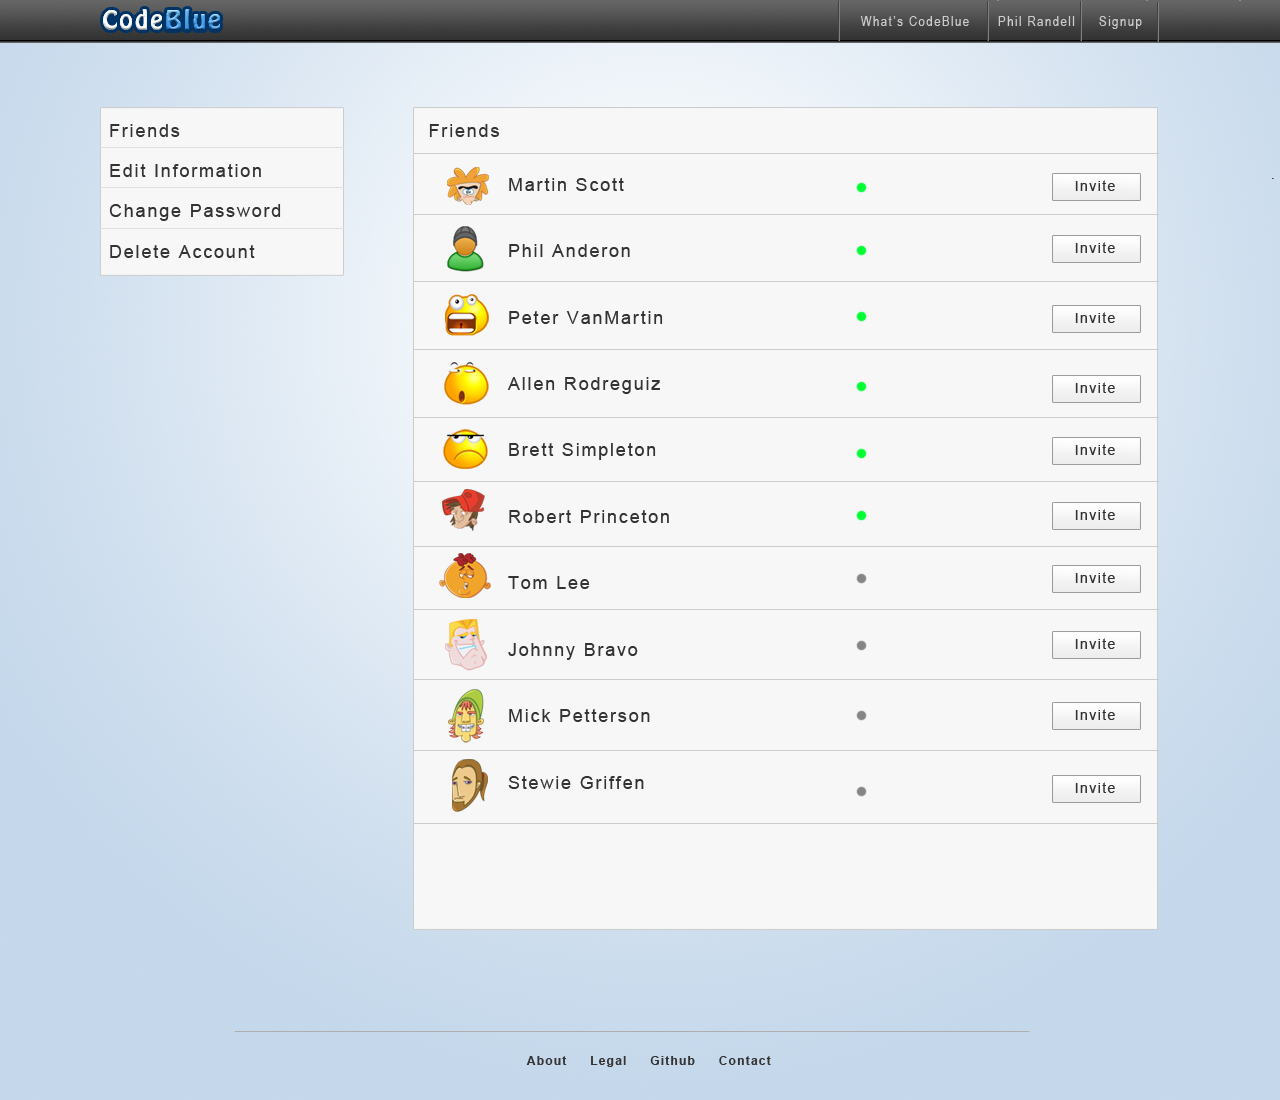 CodeBlue
What's CodeBlue Phil Randell Signup
Friends
Edit Information
Change Password
Delete Account
Friends
Martin Scott Invite
Phil Anderon Invite
Peter VanMartin Invite
Allen Rodreguiz Invite
Brett Simpleton Invite
Robert Princeton Invite
Tom Lee Invite
Johnny Bravo Invite
Mick Petterson Invite
Stewie Griffen Invite
About Legal Github Contact